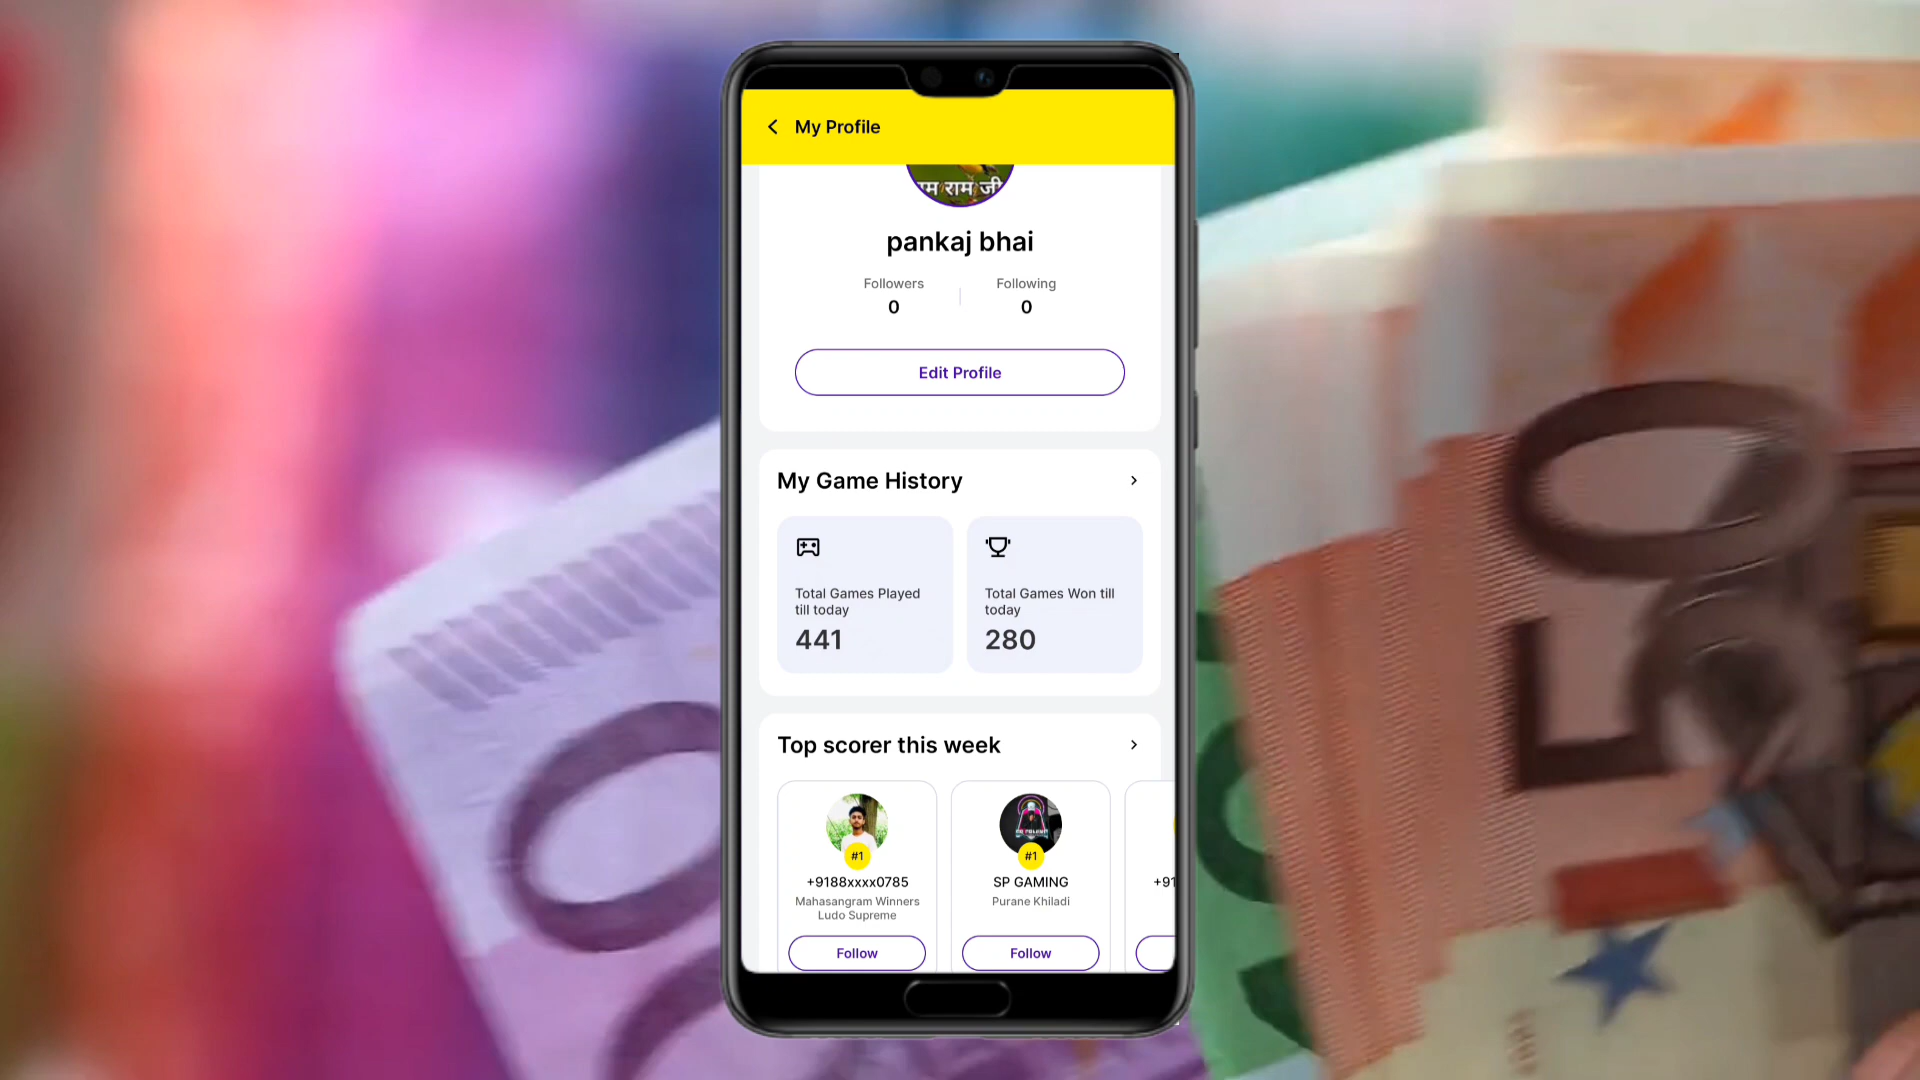 My Profile
राम जी
pankaj bhai
Followers
Following
0
0
Edit Profile
My Game History
Total Games Played
till today
441
Total Games Won till
today
280
Top scorer this week
#1
+9188xxxx0785
Mahasangram Winners
Ludo Supreme
Follow
#1
SP GAMING
Purane Khiladi
Follow
+91
50